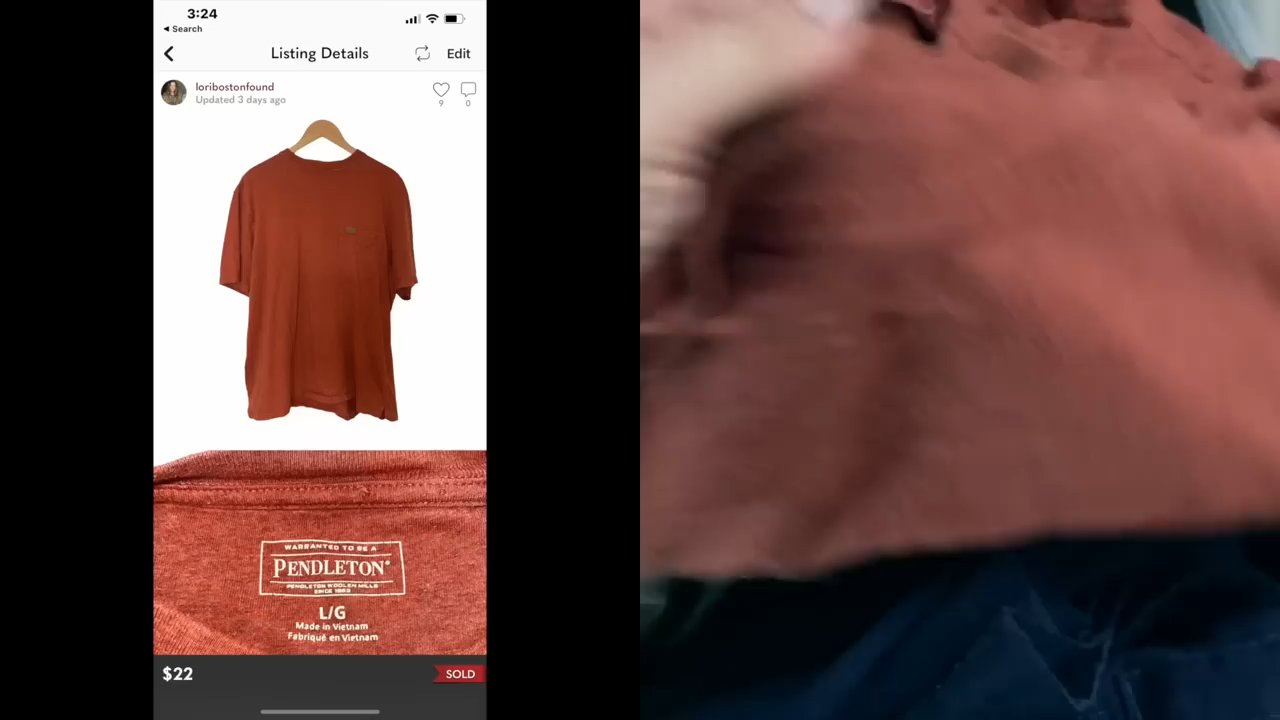 3:24
Search
Listing Details
Edit
loribostonfound
Updated 3 days ago
9
0
WARRANTED TO BE A
PENDLETON®
PENDLETON WOOLEN MILLS
SINCE 1863
L/G
Made in Vietnam
Fabriqué en Vietnam
$22
SOLD